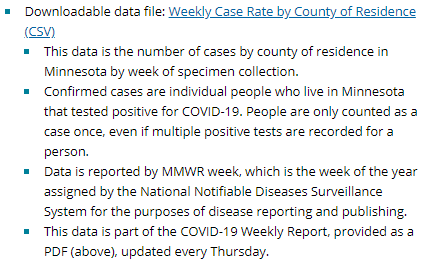 Downloadable data file: Weekly Case Rate by County of Residence
(CSV)
This data is the number of cases by county of residence in
Minnesota by week of specimen collection.
Confirmed cases are individual people who live in Minnesota
that tested positive for COVID-19. People are only counted as a
case once, even if multiple positive tests are recorded for a
person.
Data is reported by MMWR week, which is the week of the year
assigned by the National Notifiable Diseases Surveillance
System for the purposes of disease reporting and publishing.
This data is part of the COVID-19 Weekly Report, provided as a
PDF (above), updated every Thursday.